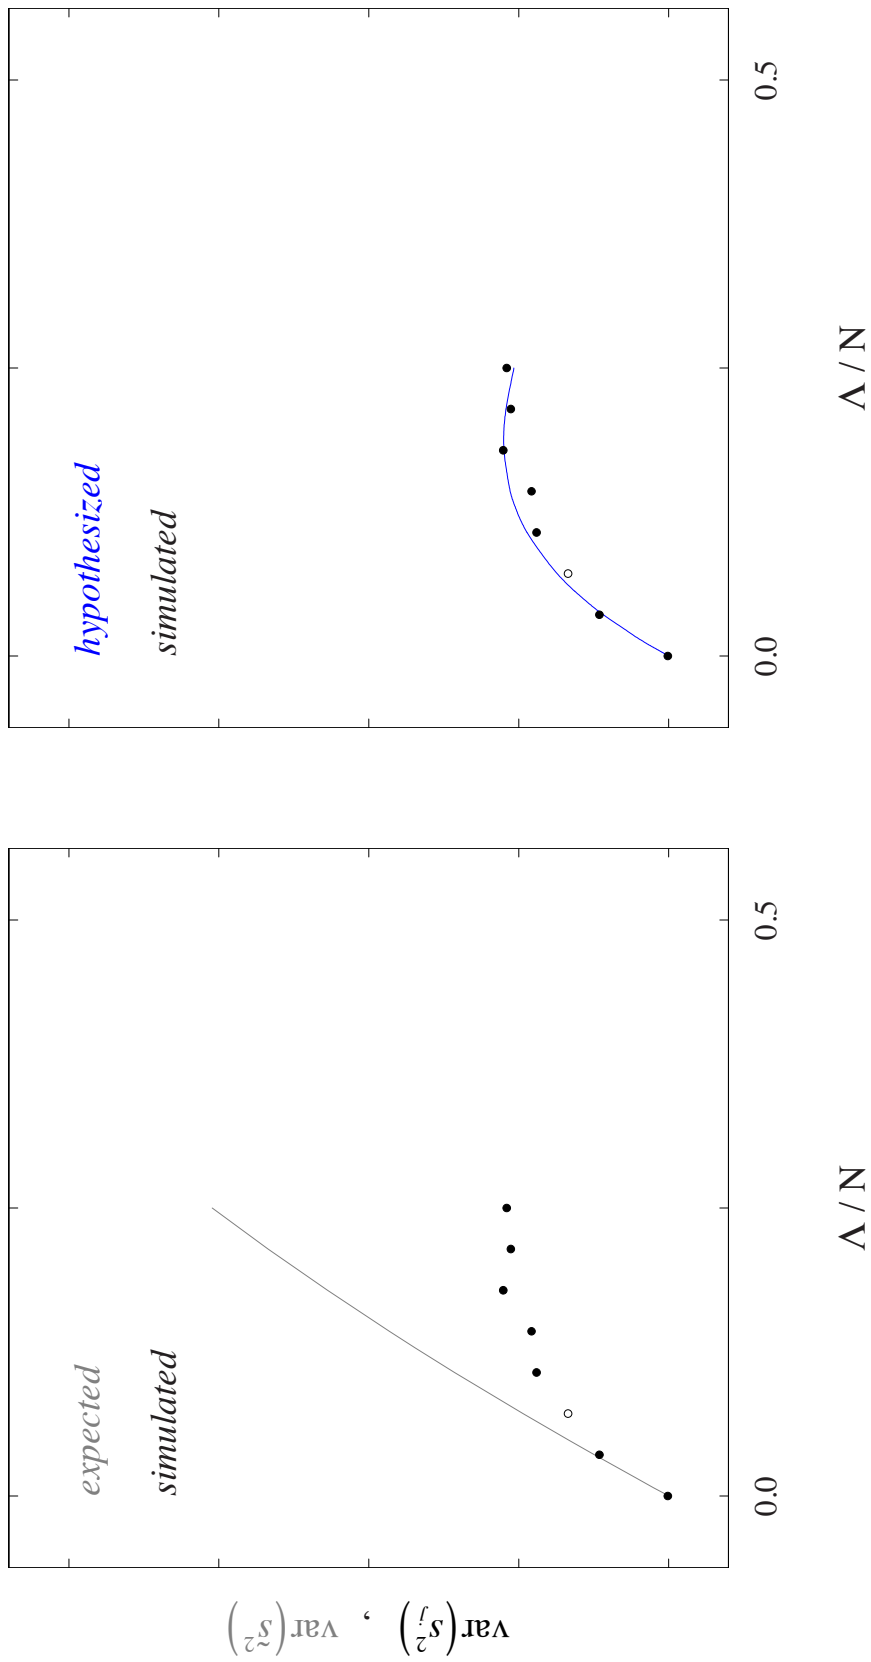 expected
simulated
0.0 0.5
N / V
hypothesized
simulated
0.0 0.5
N / V
var(s_j^2) , var(s̃^2)